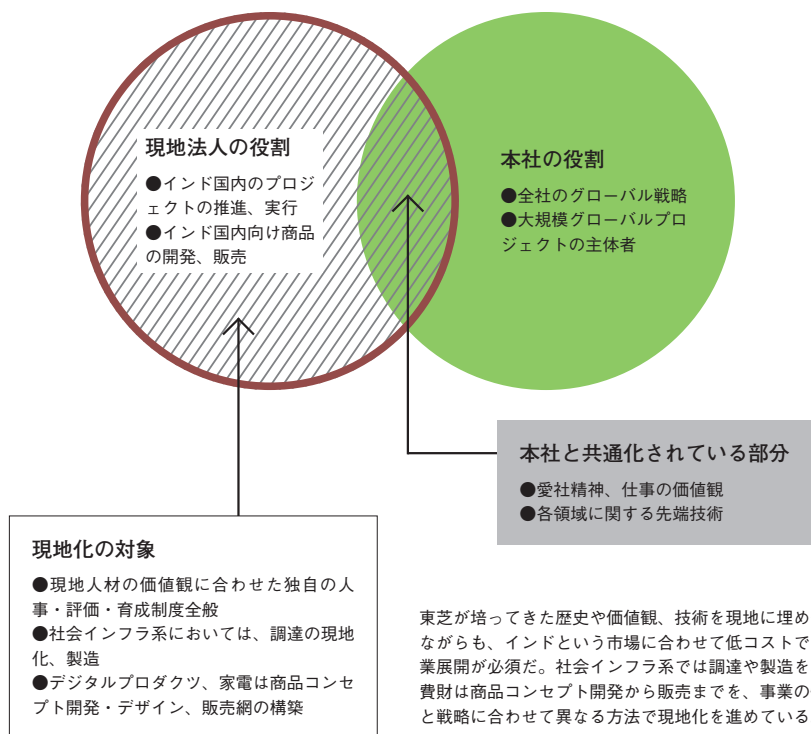 現地法人の役割
●インド国内のプロジ
ェクトの推進、実行
●インド国内向け商品
の開発、販売
本社の役割
●全社のグローバル戦略
●大規模グローバルプロ
ジェクトの主体者
本社と共通化されている部分
●愛社精神、仕事の価値観
●各領域に関する先端技術
現地化の対象
●現地人材の価値観に合わせた独自の人
事・評価・育成制度全般
●社会インフラ系においては、調達の現地
化、製造
●デジタルプロダクツ、家電は商品コンセ
プト開発・デザイン、販売網の構築
東芝が培ってきた歴史や価値観、技術を現地に埋め
ながらも、インドという市場に合わせて低コストで
業展開が必須だ。社会インフラ系では調達や製造を
費財は商品コンセプト開発から販売までを、事業の
と戦略に合わせて異なる方法で現地化を進めている